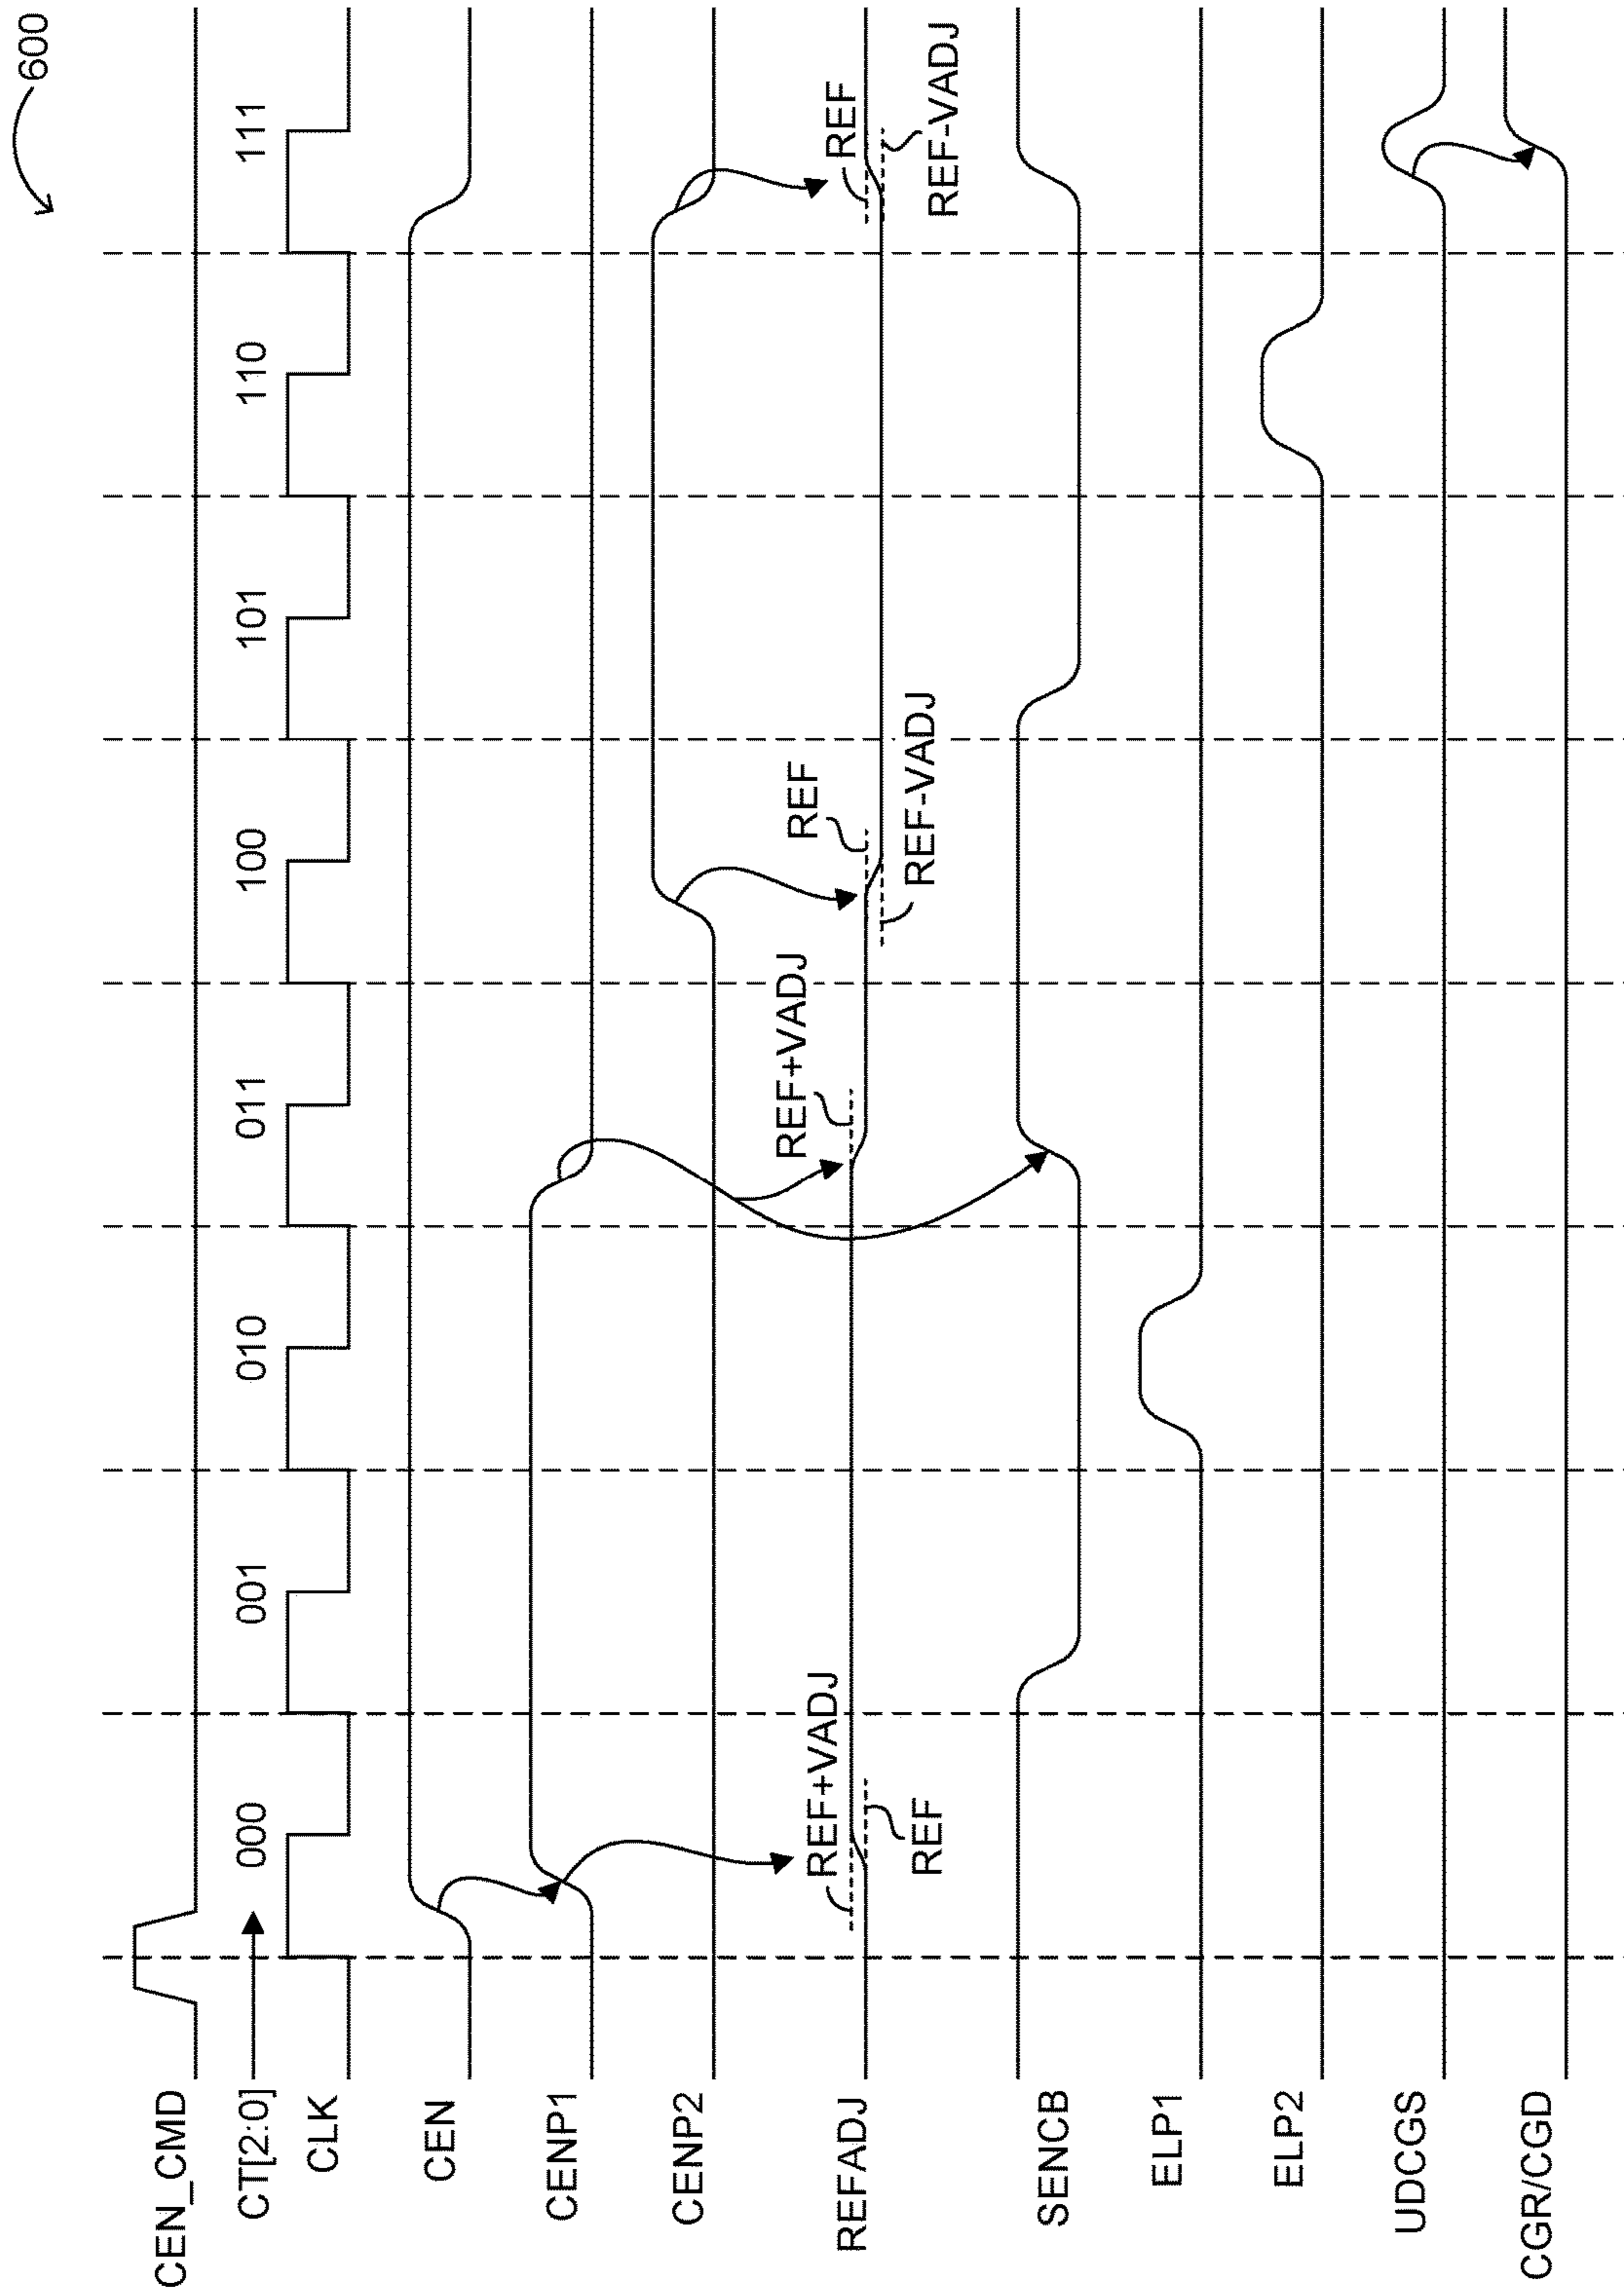 600
CEN_CMD
CT[2:0] 000 001 010 011 100 101 110 111
CLK
CEN
CENP1
CENP2
REF+VADJ REF+VADJ REF REF
REFADJ
REF REF-VADJ REF-VADJ
SENCB
ELP1
ELP2
UDCGS
CGR/CGD